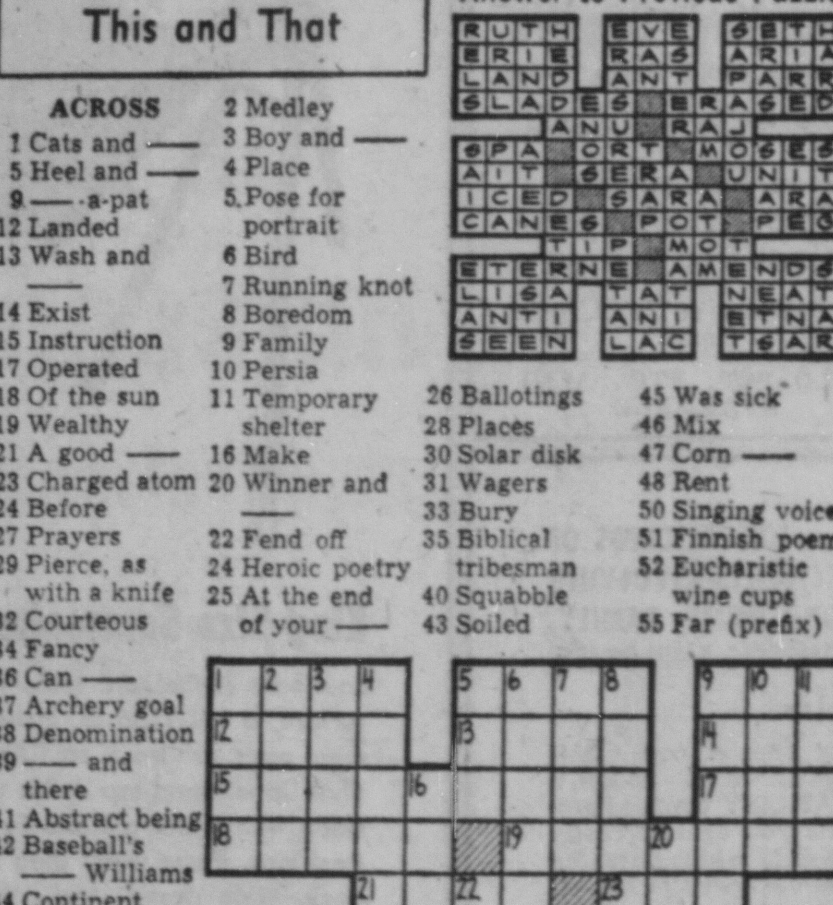 This and That
ACROSS
1 Cats and ——
5 Heel and ——
9 —— -a-pat
12 Landed
13 Wash and
——
14 Exist
15 Instruction
17 Operated
18 Of the sun
19 Wealthy
21 A good ——
23 Charged atom
24 Before
27 Prayers
29 Pierce, as
with a knife
32 Courteous
34 Fancy
36 Can ——
37 Archery goal
38 Denomination
39 —— and
there
41 Abstract being
42 Baseball's
—— Williams
44 Continent
2 Medley
3 Boy and ——
4 Place
5 Pose for
portrait
6 Bird
7 Running knot
8 Boredom
9 Family
10 Persia
11 Temporary
shelter
16 Make
20 Winner and
——
22 Fend off
24 Heroic poetry
25 At the end
of your ——
26 Ballotings
28 Places
30 Solar disk
31 Wagers
33 Bury
35 Biblical
tribesman
40 Squabble
43 Soiled
45 Was sick
46 Mix
47 Corn ——
48 Rent
50 Singing voice
51 Finnish poem
52 Eucharistic
wine cups
55 Far (prefix)
Answer to Previous
RUTH EVE SETH
ERIE RAS ARIA
LAND ANT PARR
SLADES ERASED
ANU RAJ
SPA ORT MOSES
AIT SERA UNIT
ICED SARA ARA
CANES POT PEG
TIP MOT
ETERNE AMENDS
LISA TAT NEAT
ANTI ANI ETNA
SEEN LAC TSAR
1 2 3 4 5 6 7 8 9 10 11
12 13 14
15 16 17
18 19 20
21 22 23